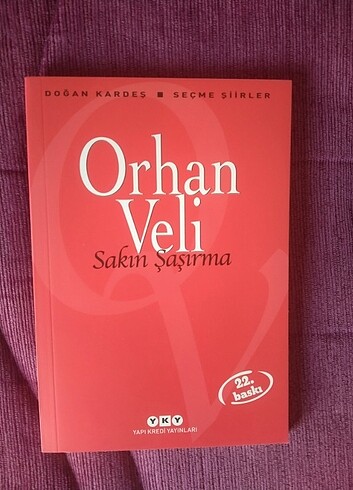 DOĞAN KARDEŞ ■ SEÇME ŞİİRLER
Orhan
Veli
Sakın Şaşırma
22.
baskı
YKY
YAPI KREDİ YAYINLARI